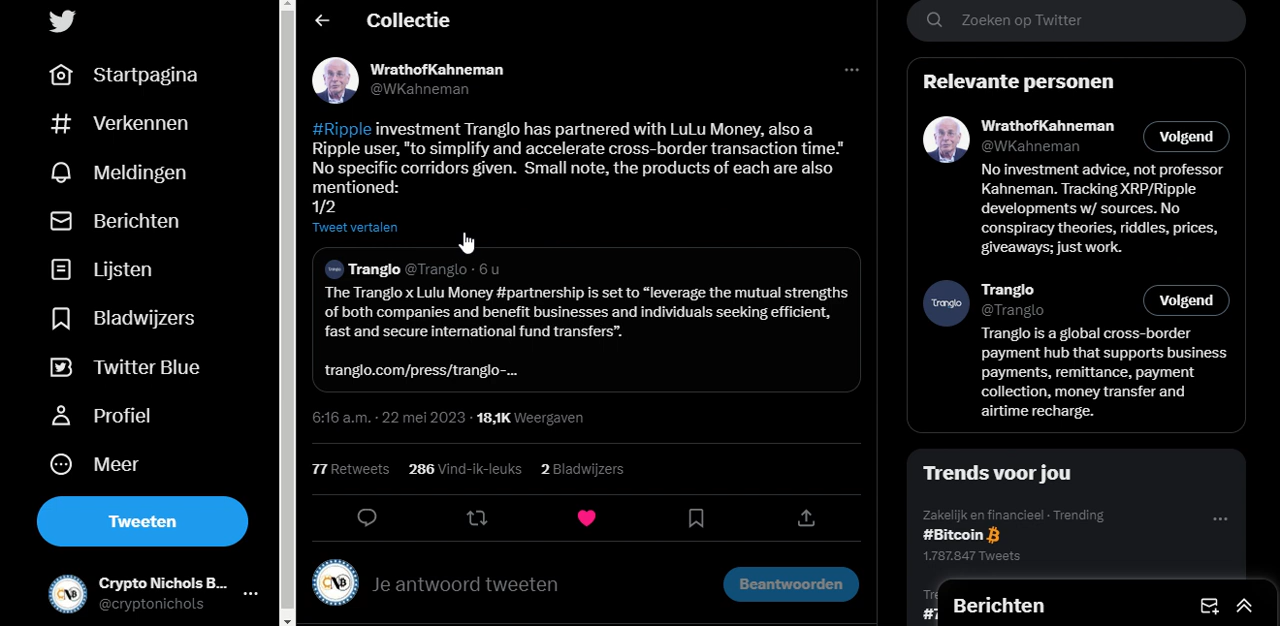 Startpagina
Verkennen
Meldingen
Berichten
Lijsten
Bladwijzers
Twitter Blue
Profiel
Meer
Tweeten
Crypto Nichols B...
@cryptonichols
Collectie
WrathofKahneman
@WKahneman
#Ripple investment Tranglo has partnered with LuLu Money, also a
Ripple user, "to simplify and accelerate cross-border transaction time."
No specific corridors given. Small note, the products of each are also
mentioned:
1/2
Tweet vertalen
Tranglo @Tranglo · 6 u
The Tranglo x Lulu Money #partnership is set to “leverage the mutual strengths
of both companies and benefit businesses and individuals seeking efficient,
fast and secure international fund transfers”.
tranglo.com/press/tranglo-...
6:16 a.m. · 22 mei 2023 · 18,1K Weergaven
77 Retweets 286 Vind-ik-leuks 2 Bladwijzers
CNB
Je antwoord tweeten
Beantwoorden
Zoeken op Twitter
Relevante personen
WrathofKahneman
@WKahneman
Volgend
No investment advice, not professor
Kahneman. Tracking XRP/Ripple
developments w/ sources. No
conspiracy theories, riddles, prices,
giveaways; just work.
Tranglo
Tranglo
@Tranglo
Volgend
Tranglo is a global cross-border
payment hub that supports business
payments, remittance, payment
collection, money transfer and
airtime recharge.
Trends voor jou
Zakelijk en financieel · Trending
#Bitcoin
1.787.847 Tweets
Berichten